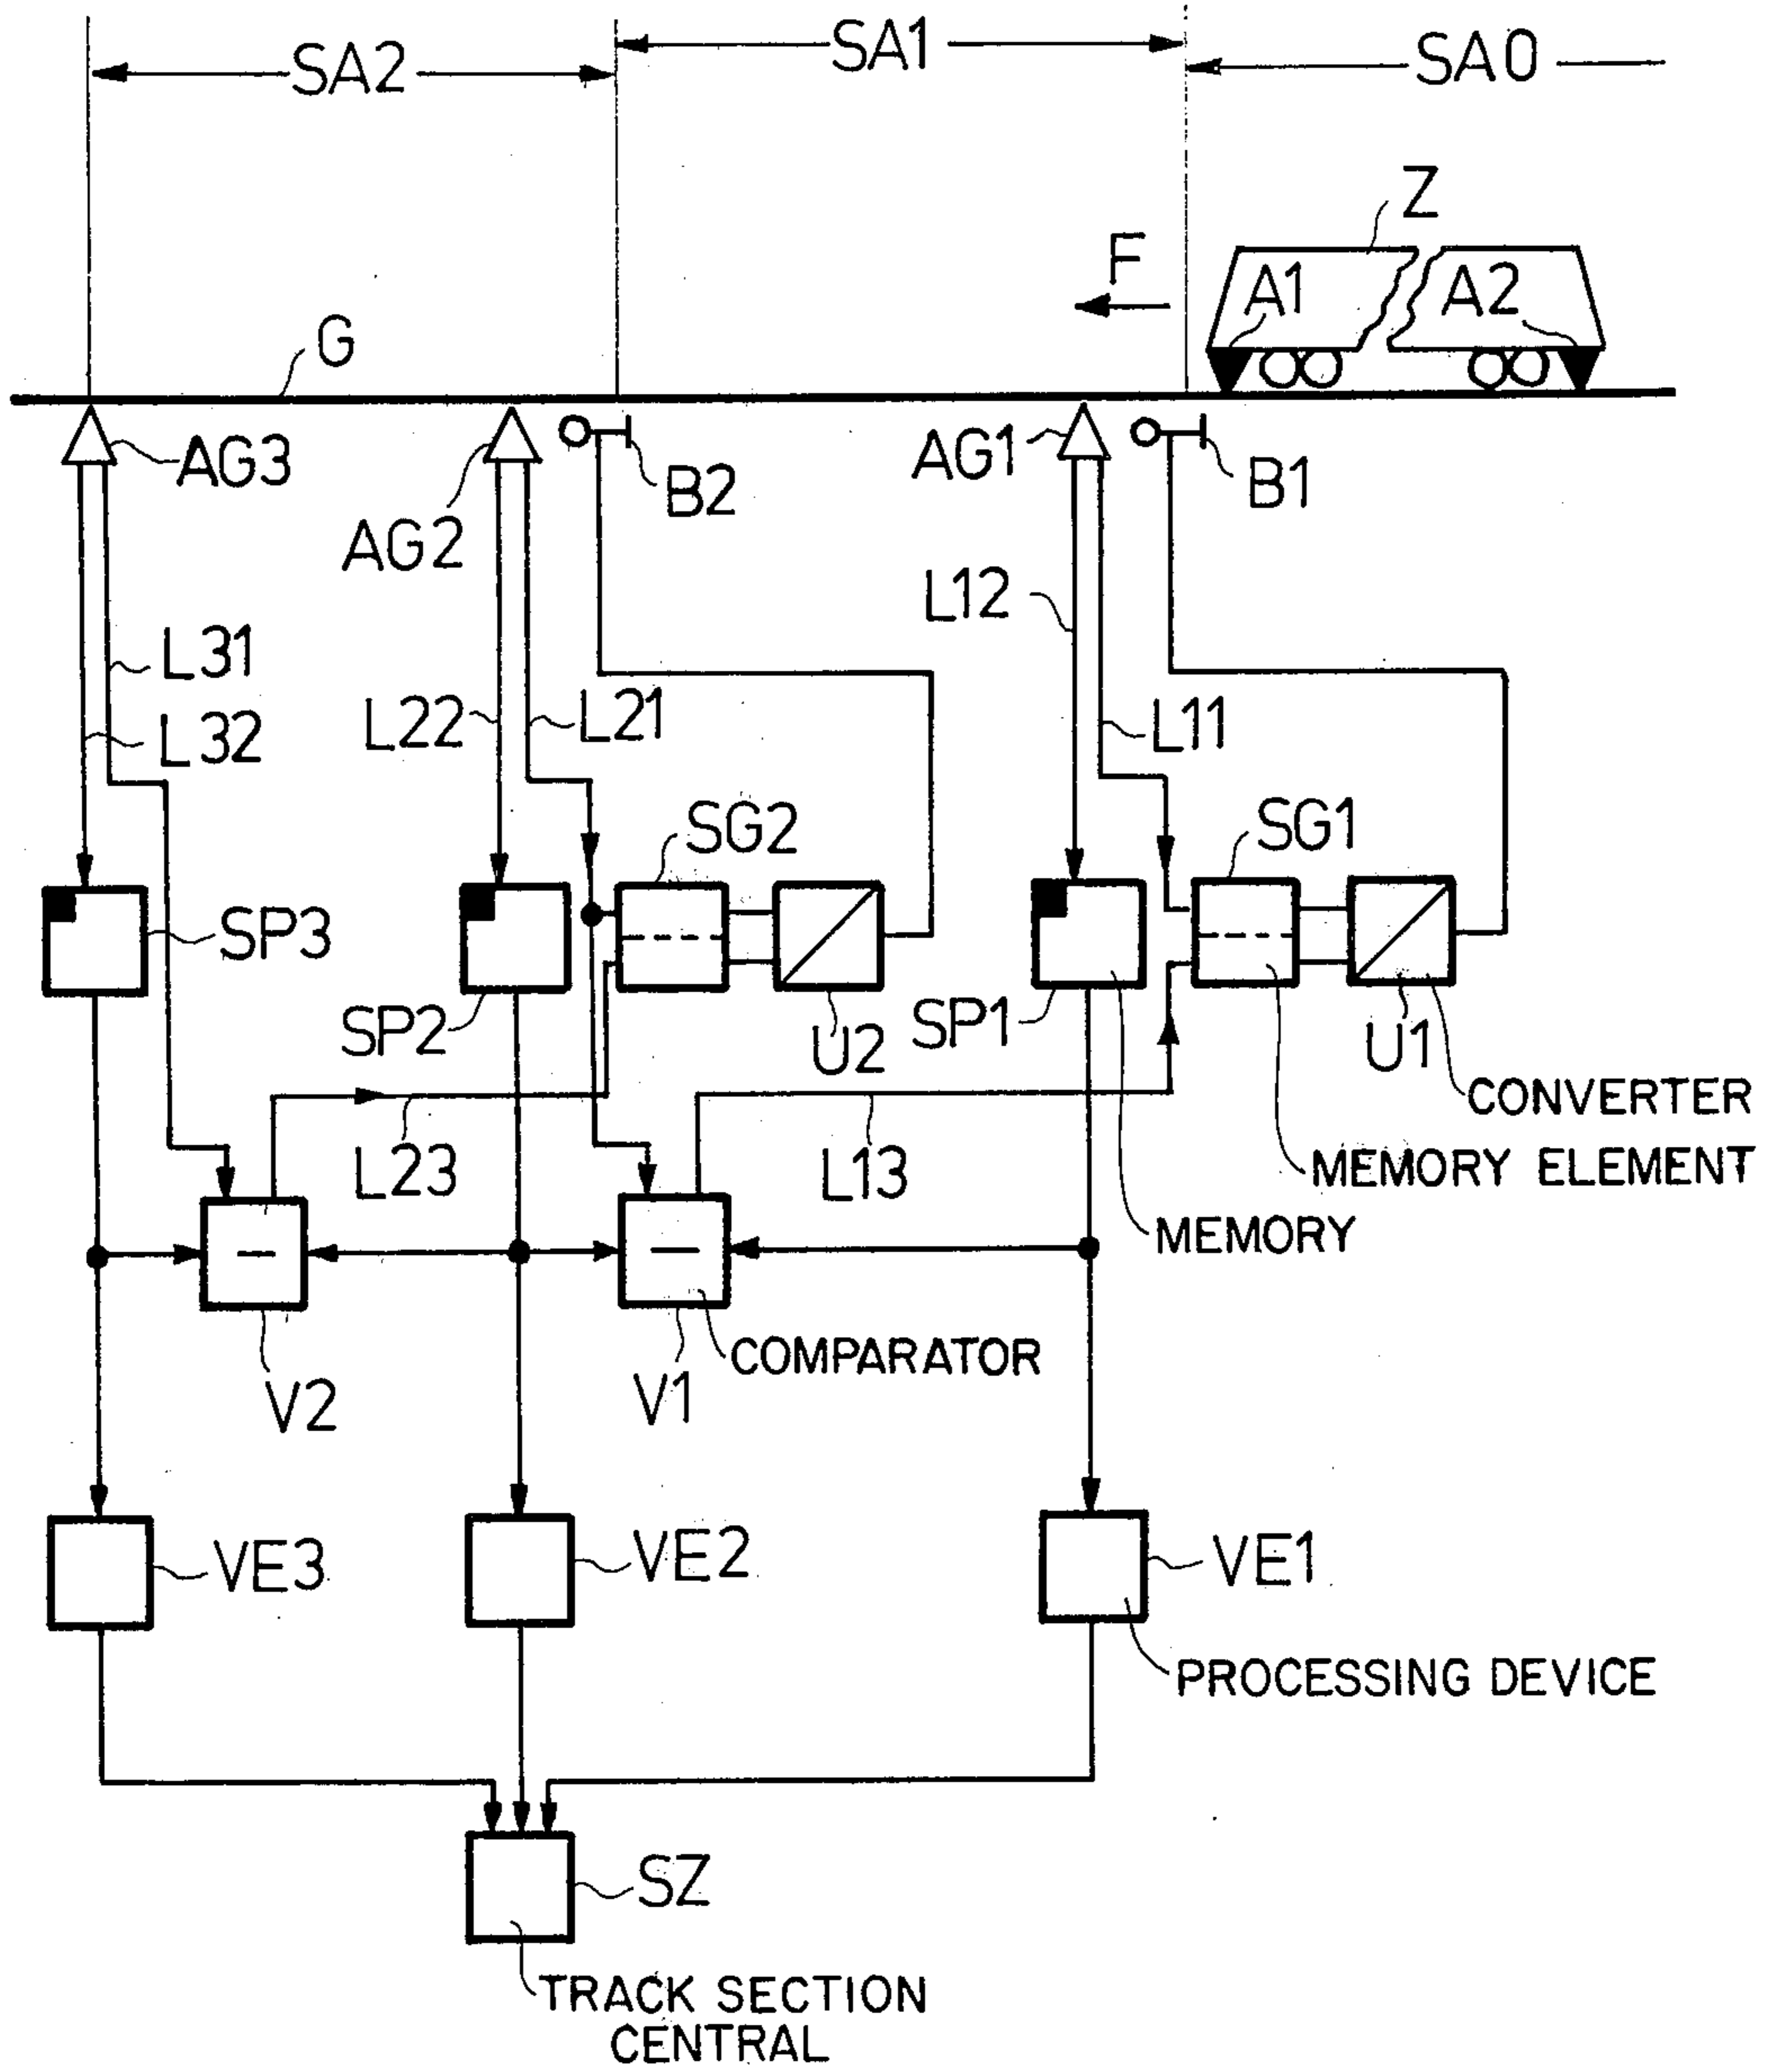 SA2
SA1
SA0
Z
F
A1
A2
G
AG3
AG2
B2
AG1
B1
L12
L31
L32
L22
L21
L11
SG2
SG1
SP3
SP2
U2
SP1
U1
CONVERTER
L23
L13
MEMORY ELEMENT
MEMORY
COMPARATOR
V2
V1
VE3
VE2
VE1
PROCESSING DEVICE
SZ
TRACK SECTION
CENTRAL